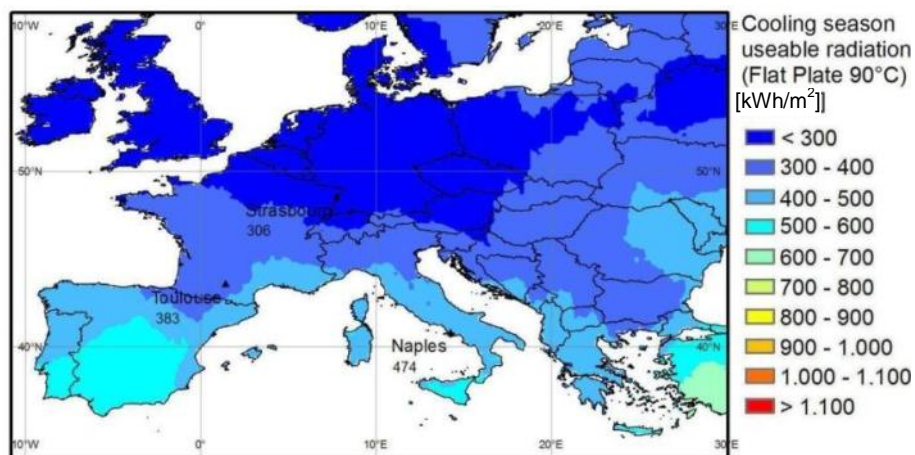 10°W
0°
10°E
20°E
30°E
Cooling season
useable radiation
(Flat Plate 90°C)
[kWh/m²]]
50°N
50°N
< 300
300 - 400
400 - 500
500 - 600
600 - 700
700 - 800
800 - 900
900 - 1.000
1.000 - 1.100
> 1.100
Strasbourg
306
Toulouse
383
Naples
474
40°N
40°N
10°W
0°
10°E
20°E
30°E